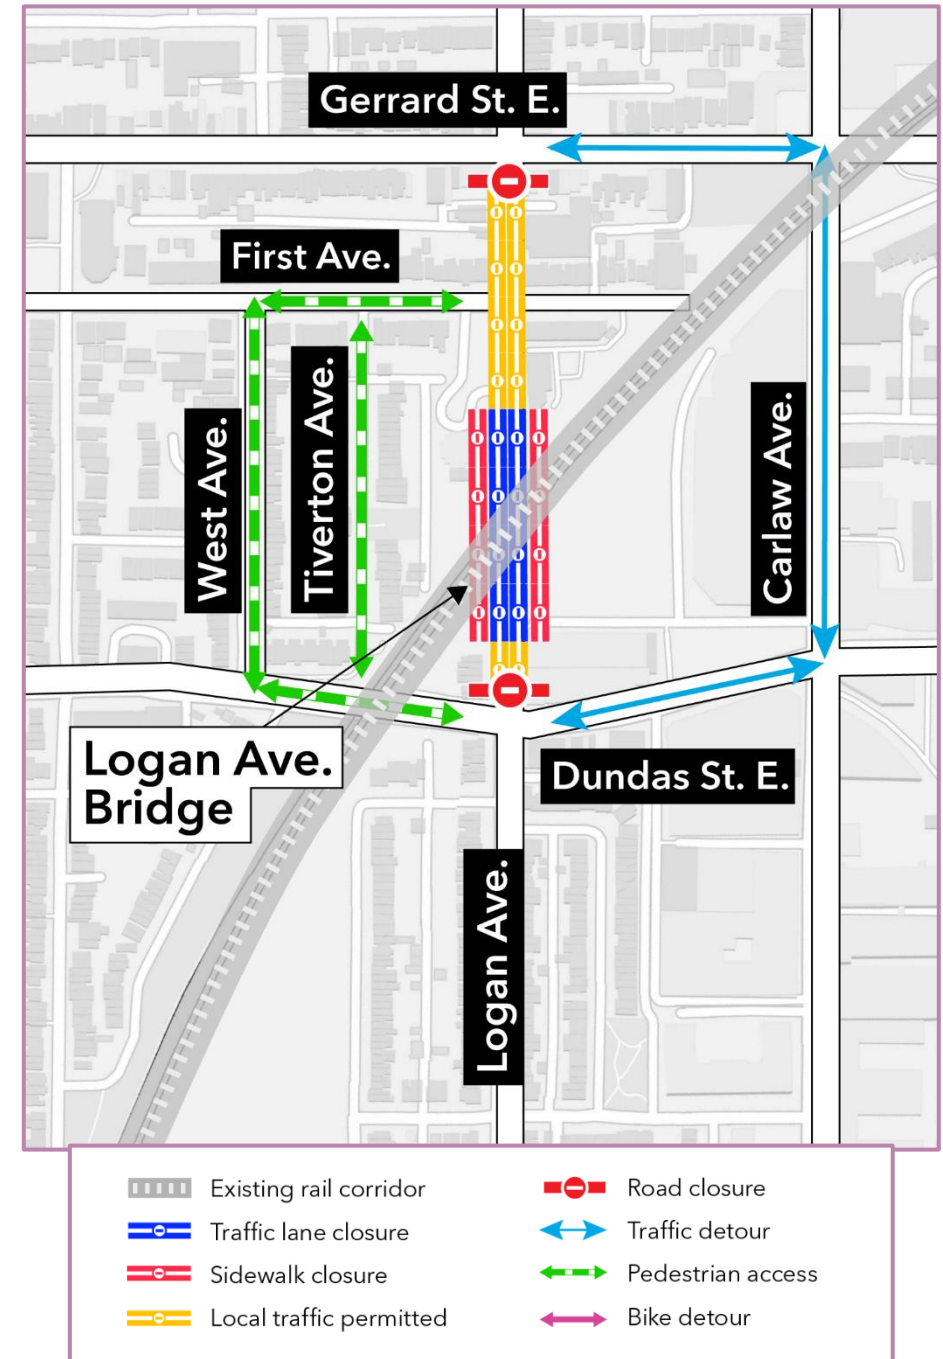 Gerrard St. E.
First Ave.
West Ave.
Tiverton Ave.
Carlaw Ave.
Logan Ave.
Bridge
Dundas St. E.
Logan Ave.
Existing rail corridor
Traffic lane closure
Sidewalk closure
Local traffic permitted
Road closure
Traffic detour
Pedestrian access
Bike detour